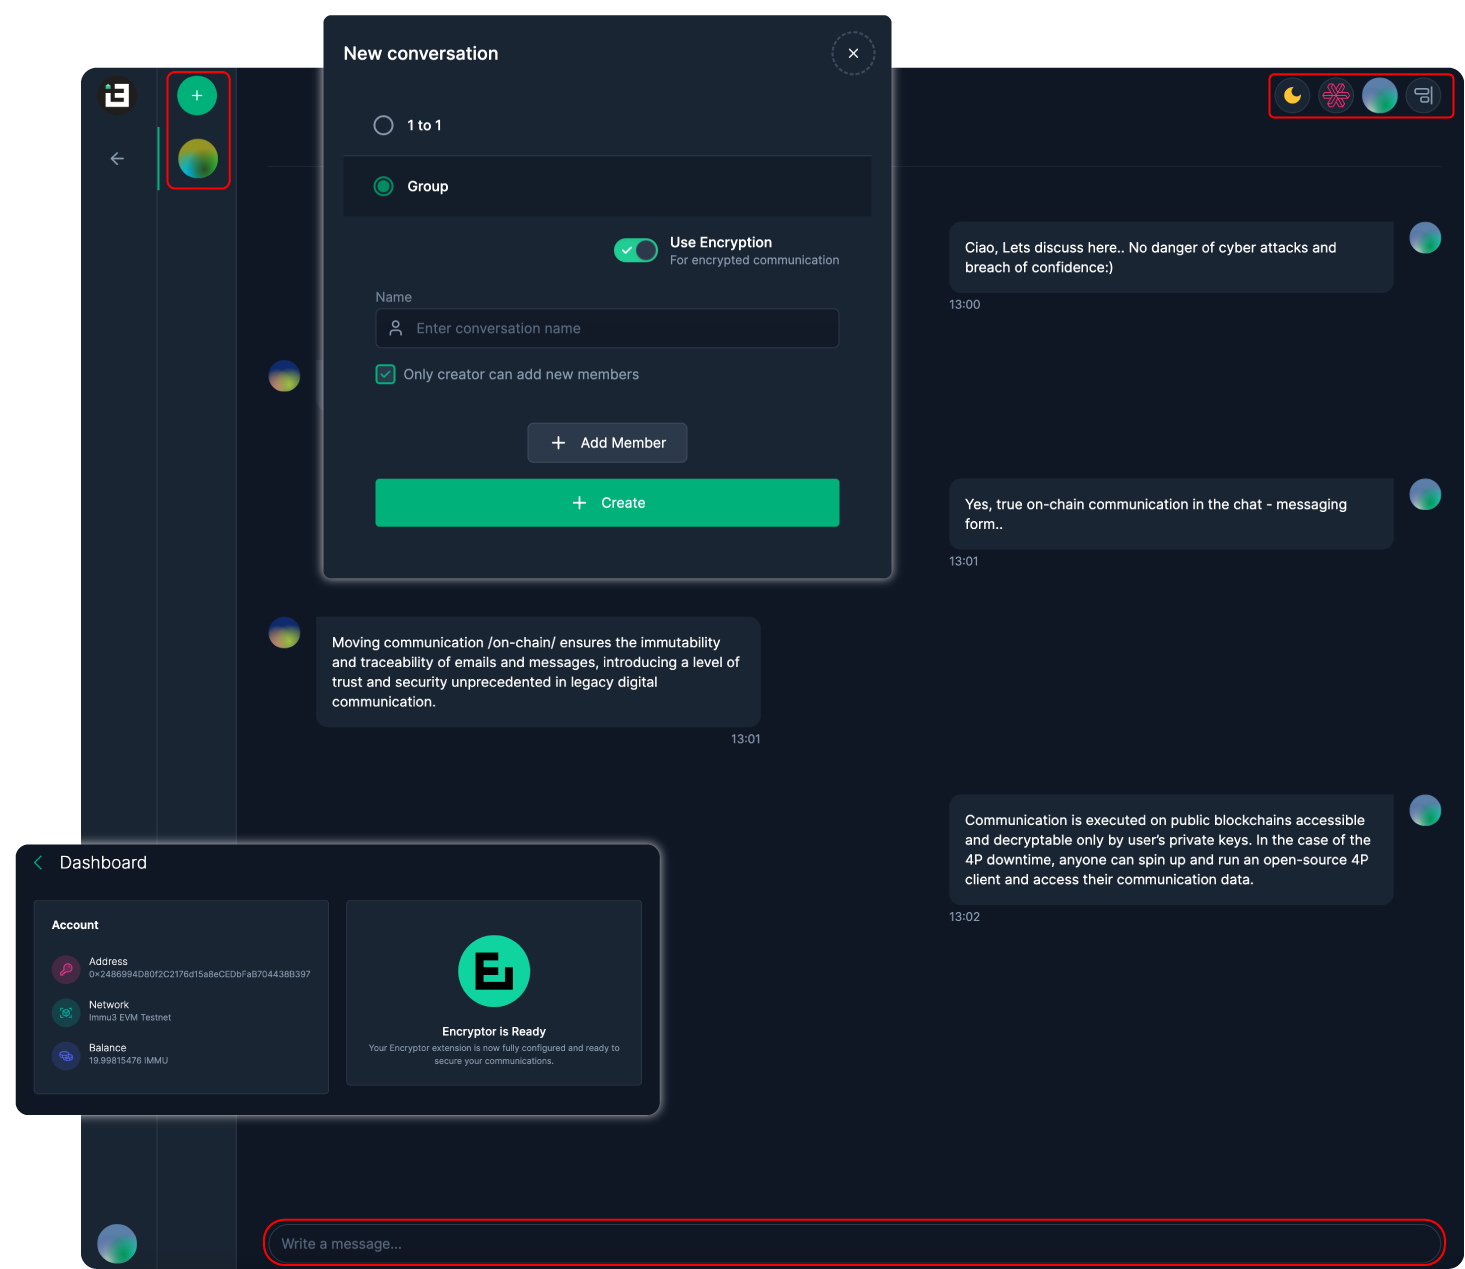 New conversation
1 to 1
Group
Use Encryption
For encrypted communication
Name
Enter conversation name
Only creator can add new members
Add Member
Create
Ciao, Lets discuss here.. No danger of cyber attacks and
breach of confidence:)
13:00
Yes, true on-chain communication in the chat - messaging
form..
13:01
Moving communication /on-chain/ ensures the immutability
and traceability of emails and messages, introducing a level of
trust and security unprecedented in legacy digital
communication.
13:01
Communication is executed on public blockchains accessible
and decryptable only by user’s private keys. In the case of the
4P downtime, anyone can spin up and run an open-source 4P
client and access their communication data.
13:02
Dashboard
Account
Address
0×2486994D80f2C2176d15a8eCEDbFaB704438B397
Network
Immu3 EVM Testnet
Balance
19.99815476 IMMU
Encryptor is Ready
Your Encryptor extension is now fully configured and ready to
secure your communications.
Write a message...